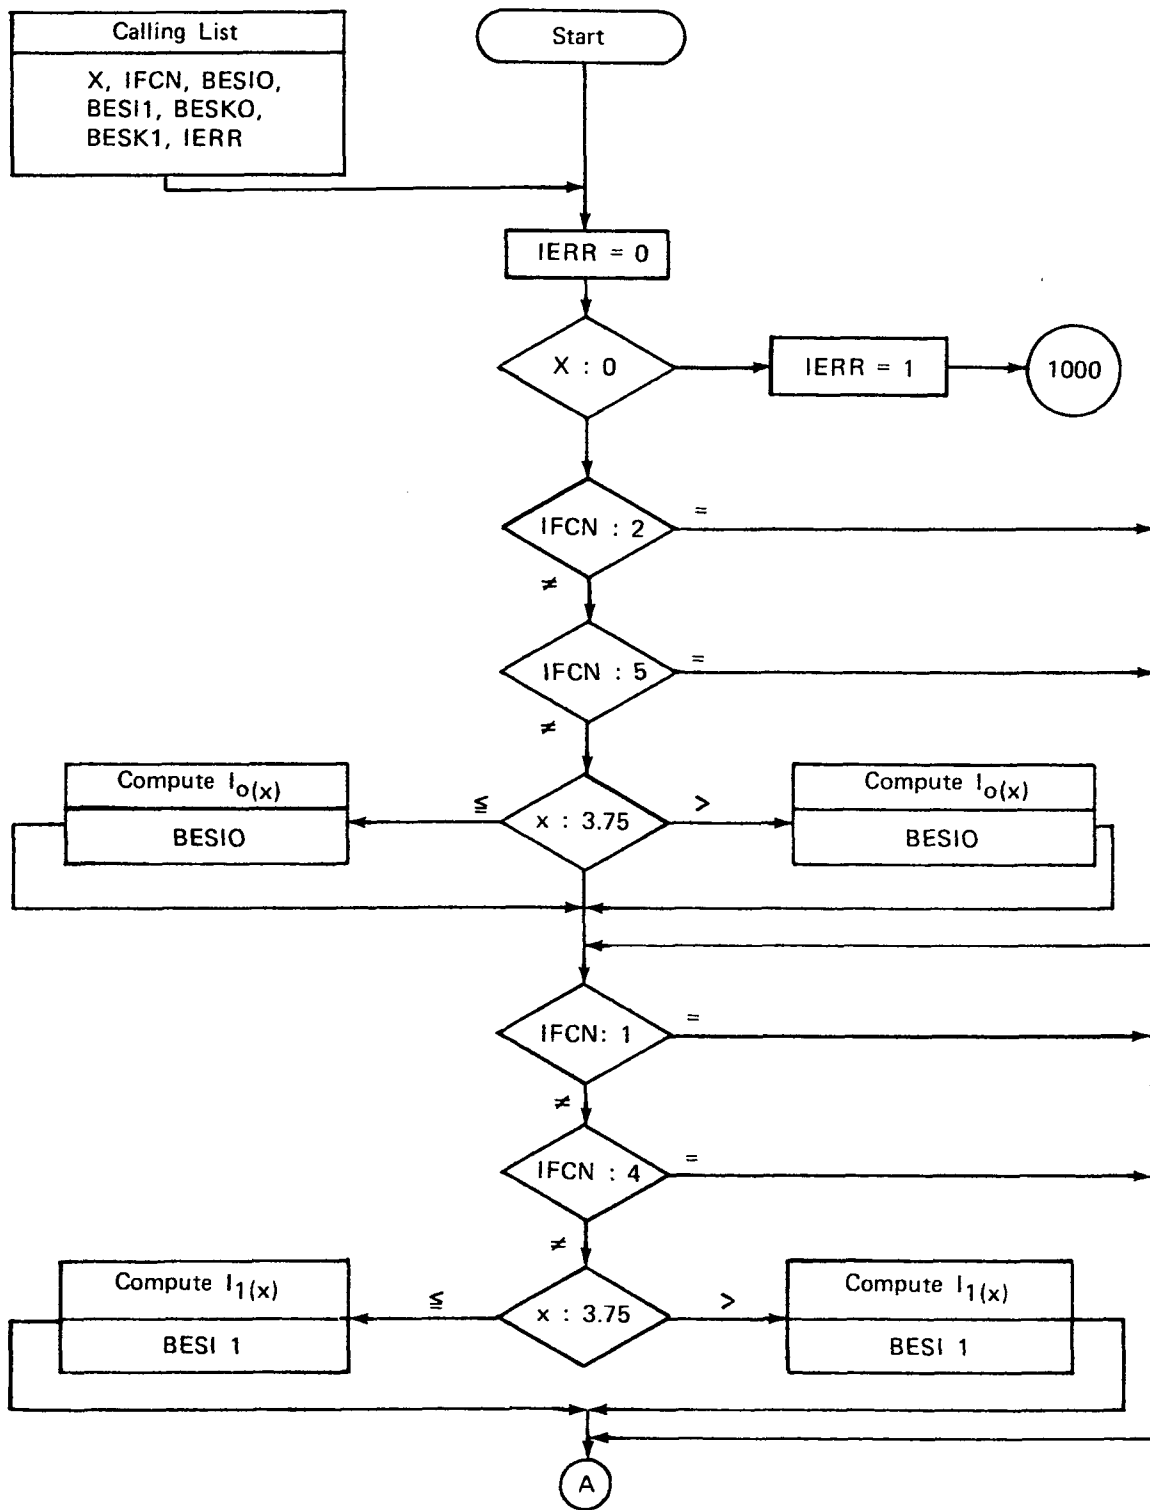 Calling List
X, IFCN, BESIO,
BESI1, BESKO,
BESK1, IERR
Start
IERR = 0
X : 0
IERR = 1
1000
IFCN : 2
=
≠
IFCN : 5
=
≠
Compute Io(x)
BESIO
≦
x : 3.75
>
Compute Io(x)
BESIO
IFCN: 1
=
≠
IFCN : 4
=
≠
Compute I1(x)
BESI 1
≦
x : 3.75
>
Compute I1(x)
BESI 1
A